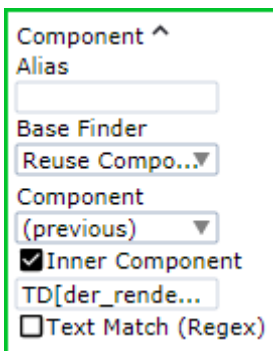 Component ^
Alias
Base Finder
Reuse Compo...
Component
(previous)
Inner Component
TD[der_rende...
Text Match (Regex)